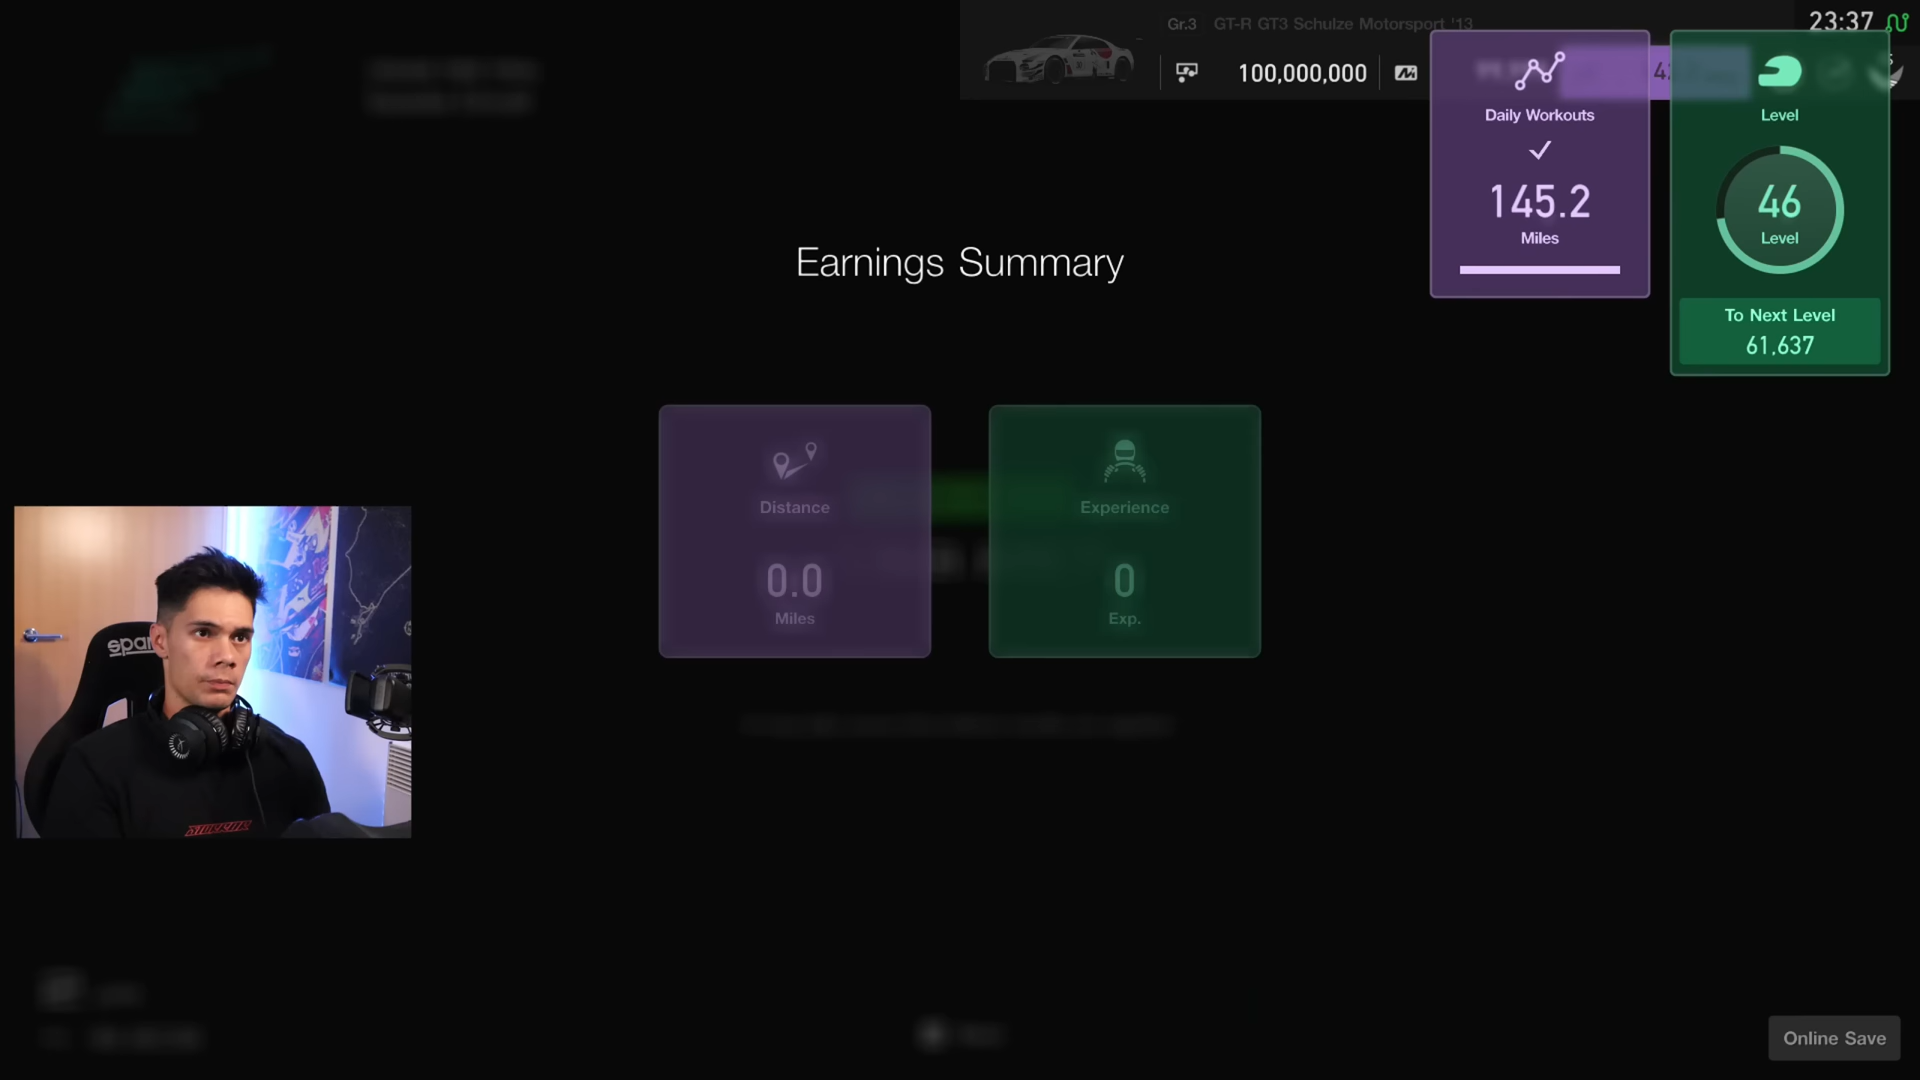 Gr.3 GT-R GT3 Schulze Motorsport '13
23:37
100,000,000
Daily Workouts
145.2
Miles
Level
46
Level
To Next Level
61,637
Earnings Summary
Distance
0.0
Miles
Experience
0
Exp.
Online Save